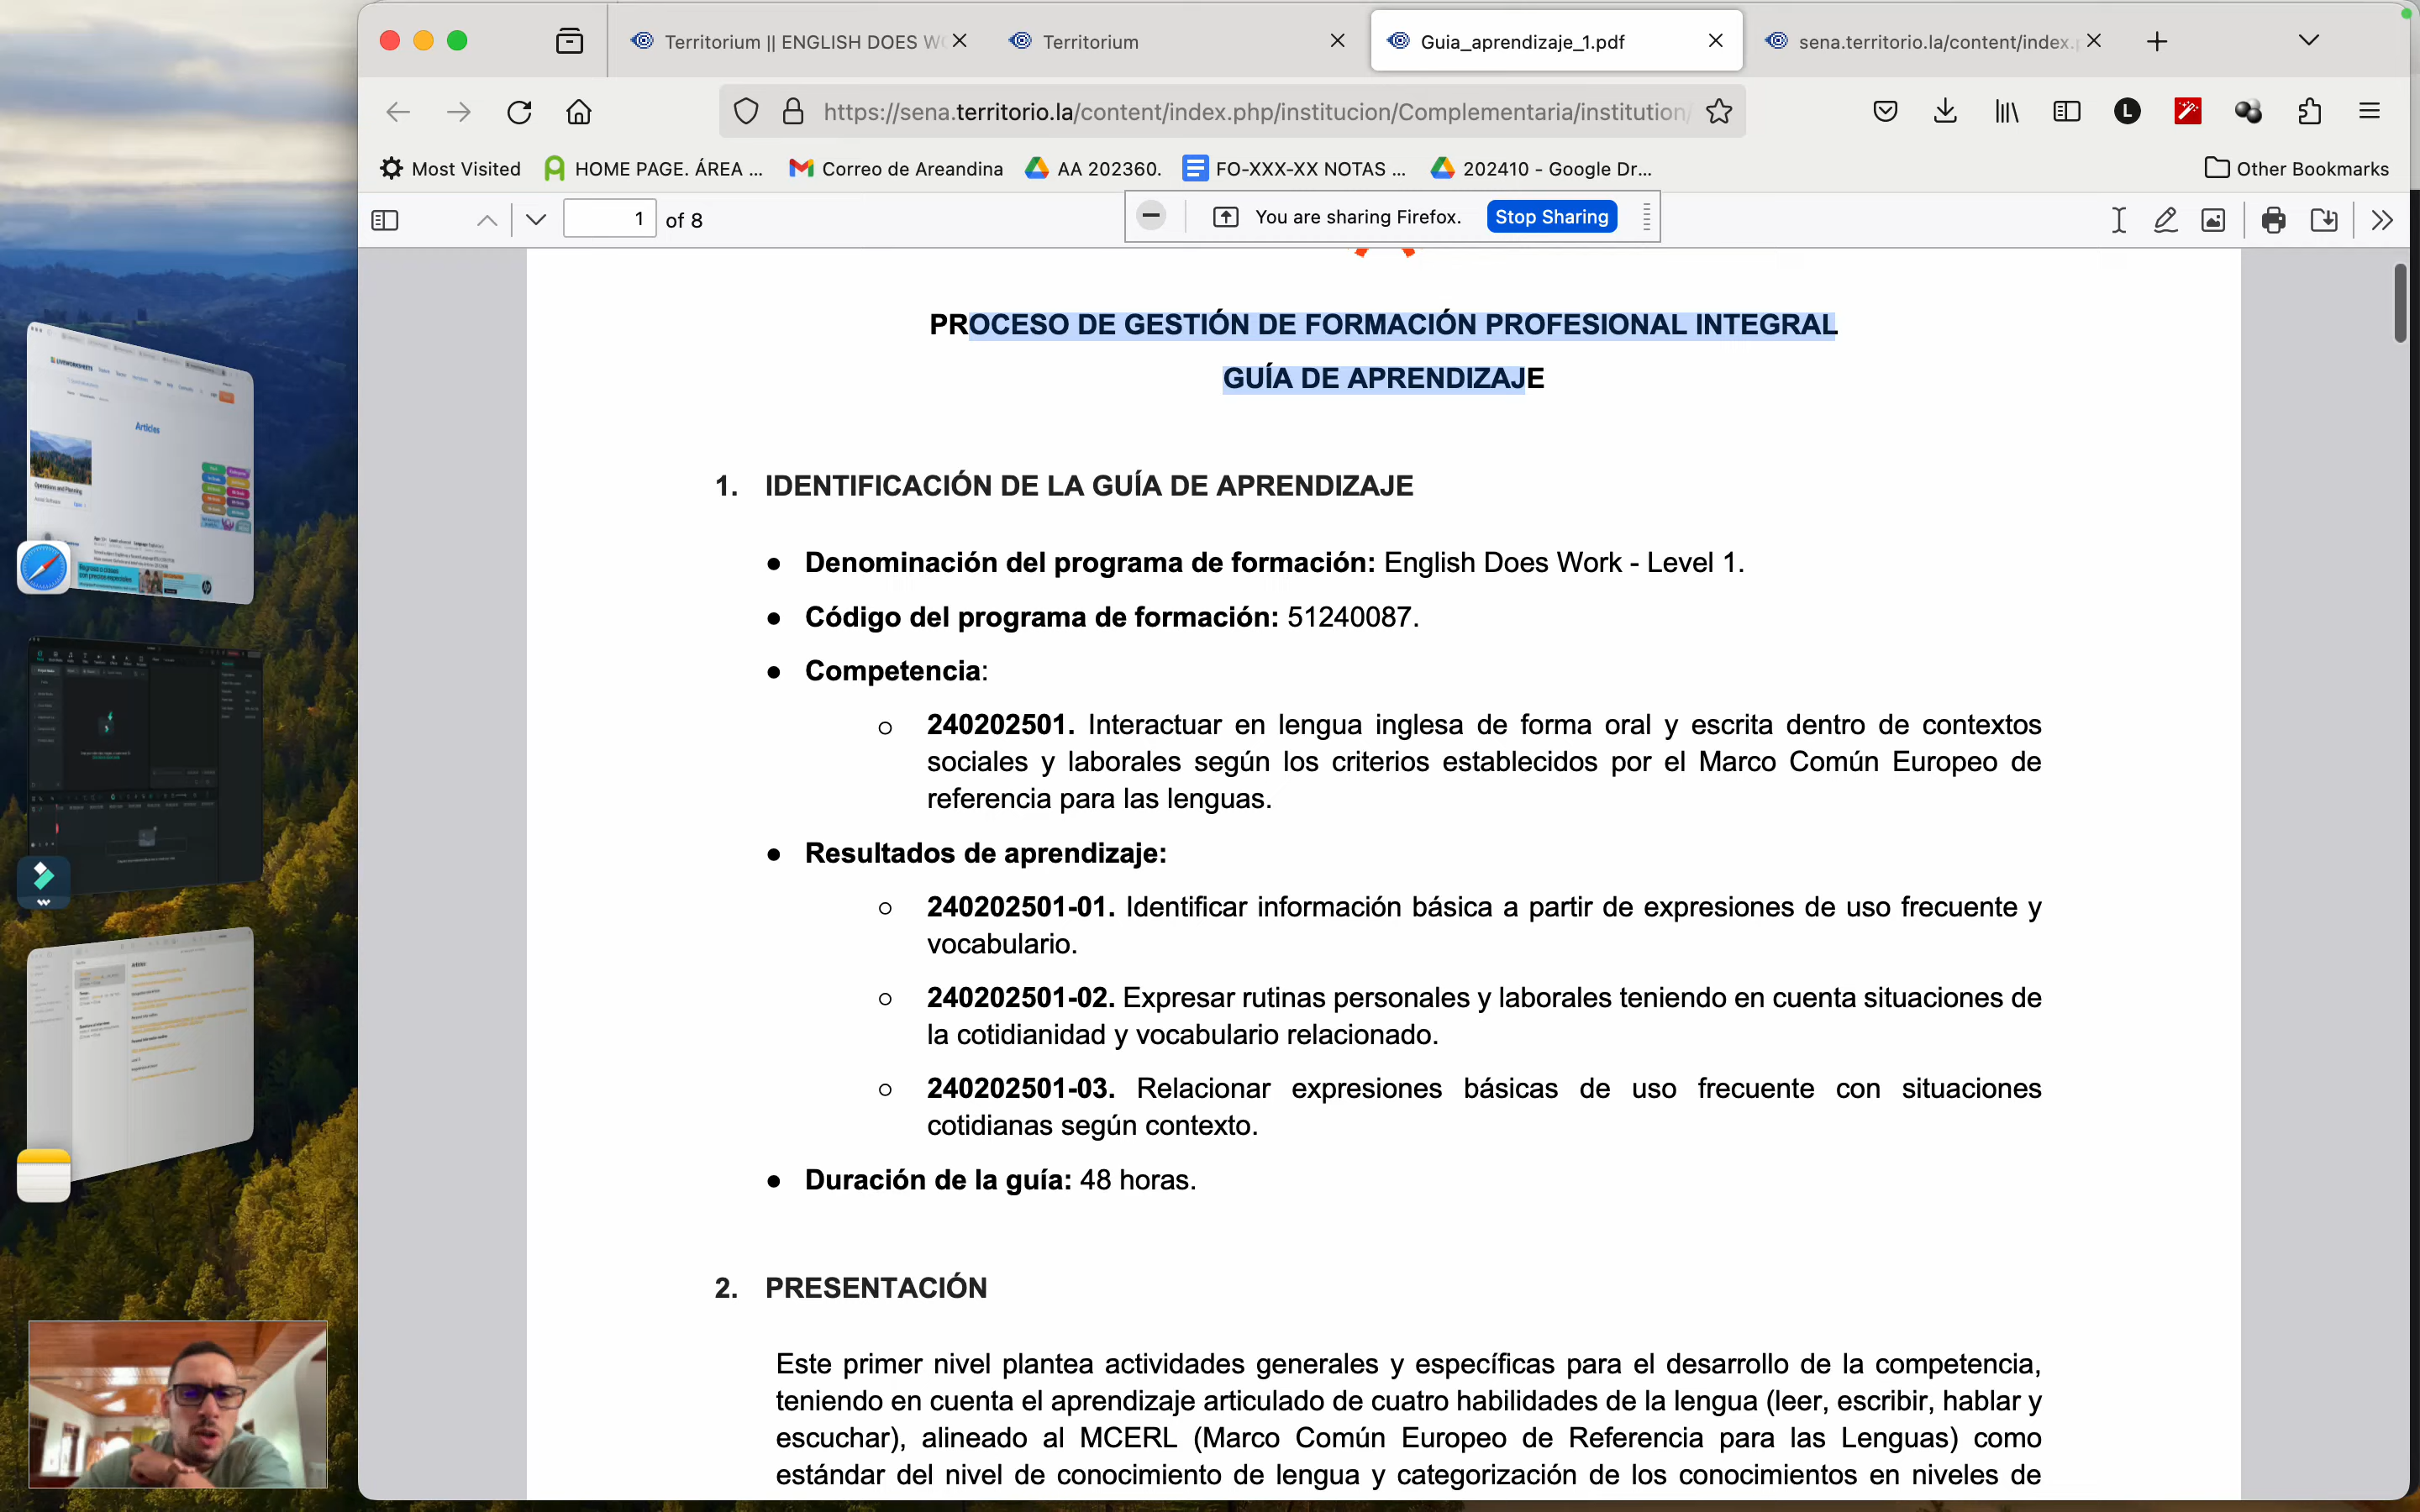 Territorium || ENGLISH DOES WO
Territorium
Guia_aprendizaje_1.pdf
sena.territorio.la/content/index.p
https://sena.territorio.la/content/index.php/institucion/Complementaria/institution/
Most Visited
HOME PAGE. ÁREA ...
Correo de Areandina
AA 202360.
FO-XXX-XX NOTAS ...
202410 - Google Dr...
Other Bookmarks
1 of 8
You are sharing Firefox.
Stop Sharing
PROCESO DE GESTIÓN DE FORMACIÓN PROFESIONAL INTEGRAL
GUÍA DE APRENDIZAJE
1. IDENTIFICACIÓN DE LA GUÍA DE APRENDIZAJE
● Denominación del programa de formación: English Does Work - Level 1.
● Código del programa de formación: 51240087.
● Competencia:
○ 240202501. Interactuar en lengua inglesa de forma oral y escrita dentro de contextos
sociales y laborales según los criterios establecidos por el Marco Común Europeo de
referencia para las lenguas.
● Resultados de aprendizaje:
○ 240202501-01. Identificar información básica a partir de expresiones de uso frecuente y
vocabulario.
○ 240202501-02. Expresar rutinas personales y laborales teniendo en cuenta situaciones de
la cotidianidad y vocabulario relacionado.
○ 240202501-03. Relacionar expresiones básicas de uso frecuente con situaciones
cotidianas según contexto.
● Duración de la guía: 48 horas.
2. PRESENTACIÓN
Este primer nivel plantea actividades generales y específicas para el desarrollo de la competencia,
teniendo en cuenta el aprendizaje articulado de cuatro habilidades de la lengua (leer, escribir, hablar y
escuchar), alineado al MCERL (Marco Común Europeo de Referencia para las Lenguas) como
estándar del nivel de conocimiento de lengua y categorización de los conocimientos en niveles de
LIVEWORKSHEETS
Articles
Operations and Planning
L